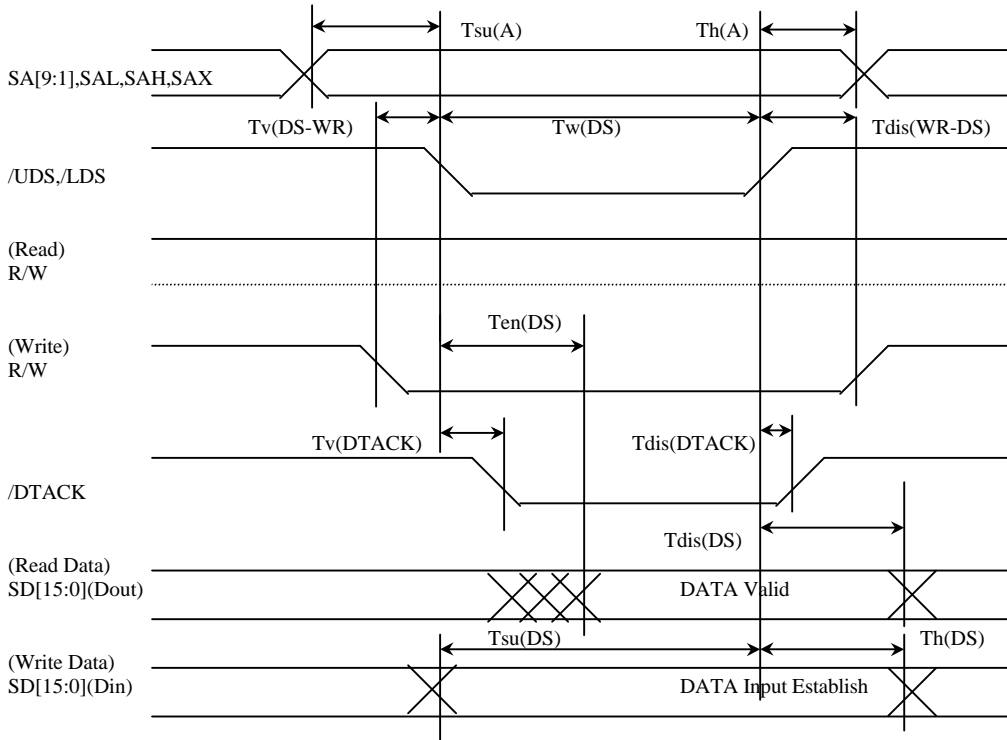 Tsu(A) Th(A)
SA[9:1],SAL,SAH,SAX
Tv(DS-WR) Tw(DS) Tdis(WR-DS)
/UDS,/LDS
(Read)
R/W
Ten(DS)
(Write)
R/W
Tv(DTACK) Tdis(DTACK)
/DTACK
Tdis(DS)
(Read Data)
SD[15:0](Dout) DATA Valid
Tsu(DS) Th(DS)
(Write Data)
SD[15:0](Din) DATA Input Establish